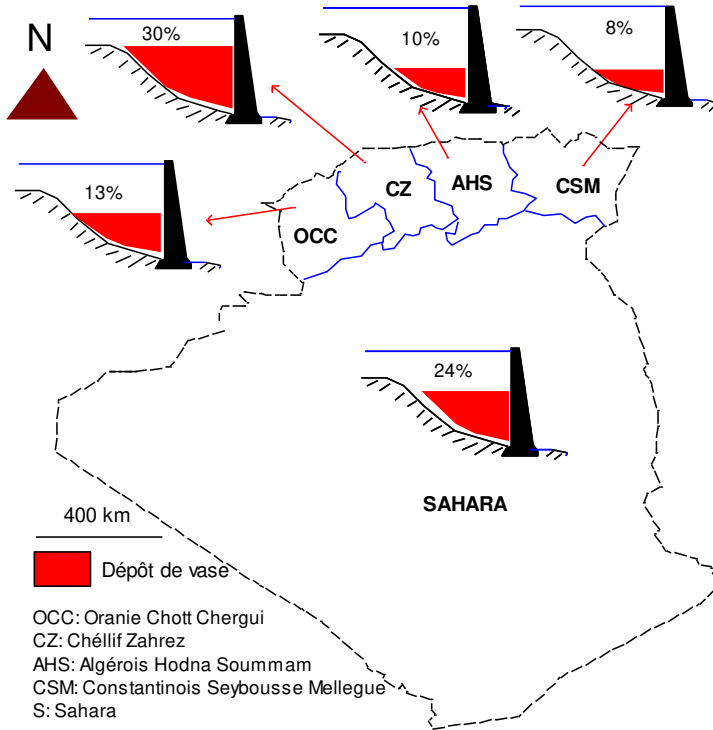 30%
10%
8%
N
13%
CZ
AHS
CSM
OCC
24%
SAHARA
400 km
Dépôt de vase
OCC: Oranie Chott Chergui
CZ: Chéllif Zahrez
AHS: Algérois Hodna Soummam
CSM: Constantinois Seybousse Mellegue
S: Sahara